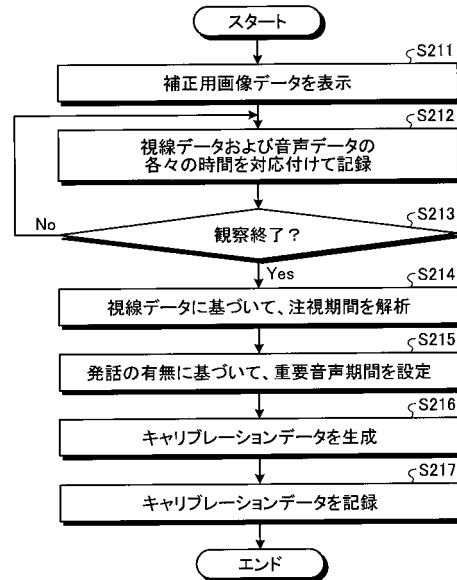 スタート
S211
補正用画像データを表示
S212
視線データおよび音声データの
各々の時間を対応付けて記録
S213
観察終了？
No
Yes
S214
視線データに基づいて、注視期間を解析
S215
発話の有無に基づいて、重要音声期間を設定
S216
キャリブレーションデータを生成
S217
キャリブレーションデータを記録
エンド